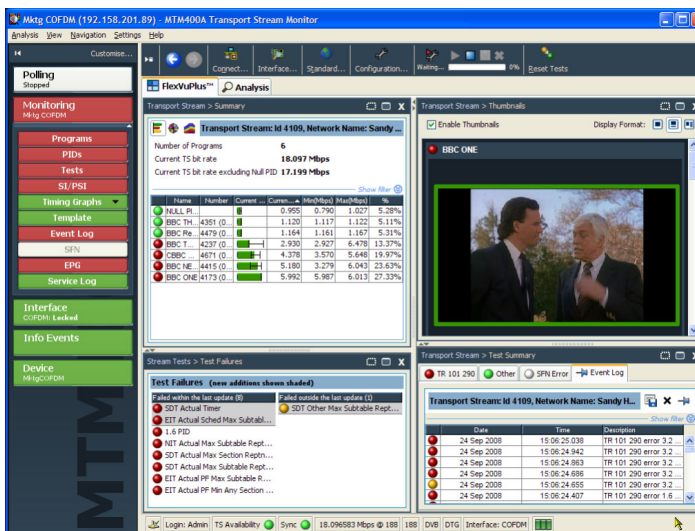 Mktg COFDM (192.158.201.89) - MTM400A Transport Stream Monitor
Analysis View Navigation Settings Help
Customise...
Connect... Interface... Standard... Configuration... Waiting... 0% Reset Tests
Polling
Stopped
Monitoring
Mktg COFDM
Programs
PIDs
Tests
SI/PSI
Timing Graphs
Template
Event Log
SFN
EPG
Service Log
Interface
COFDM: Locked
Info Events
Device
MktgCOFDM
MTM
FlexVuPlus™ Analysis
Transport Stream > Summary
Transport Stream: Id 4109, Network Name: Sandy ...
Number of Programs 6
Current TS bit rate 18.097 Mbps
Current TS bit rate excluding Null PID 17.199 Mbps
Show filter
Name Number Current ... Curren... Min(Mbps) Max(Mbps) %
NULL PI... 0.955 0.790 1.027 5.28%
BBC TH... 4351 (0... 1.120 1.117 1.122 5.11%
BBC Re... 4479 (0... 1.164 1.161 1.167 5.31%
BBC T... 4237 (0... 2.930 2.927 6.478 13.37%
CBBC ... 4671 (0... 4.378 3.570 5.648 19.97%
BBC NE... 4415 (0... 5.180 3.279 6.043 23.63%
BBC ONE 4173 (0... 5.992 5.987 6.013 27.33%
Transport Stream > Thumbnails
Enable Thumbnails Display Format:
BBC ONE
Stream Tests > Test Failures
Test Failures (new additions shown shaded)
Failed within the last update (8) Failed outside the last update (1)
SDT Actual Timer SDT Other Max Subtable Rept...
EIT Actual Sched Max Subtabl...
1.6 PID
NIT Actual Max Subtable Rept...
SDT Actual Max Section Reptn...
SDT Actual Max Subtable Rept...
EIT Actual PF Max Subtable R...
EIT Actual PF Min Any Section ...
Transport Stream > Test Summary
TR 101 290 Other SFN Error Event Log
Transport Stream: Id 4109, Network Name: Sandy H...
Show filter
Date Time Description
24 Sep 2008 15:06:25.038 TR 101 290 error 3.2 ...
24 Sep 2008 15:06:24.942 TR 101 290 error 3.2 ...
24 Sep 2008 15:06:24.863 TR 101 290 error 3.2 ...
24 Sep 2008 15:06:24.686 TR 101 290 error 3.2 ...
24 Sep 2008 15:06:24.655 TR 101 290 error 3.2 ...
24 Sep 2008 15:06:24.407 TR 101 290 error 1.6 ...
Login: Admin TS Availability Sync 18.096583 Mbps @ 188 188 DVB DTG Interface: COFDM